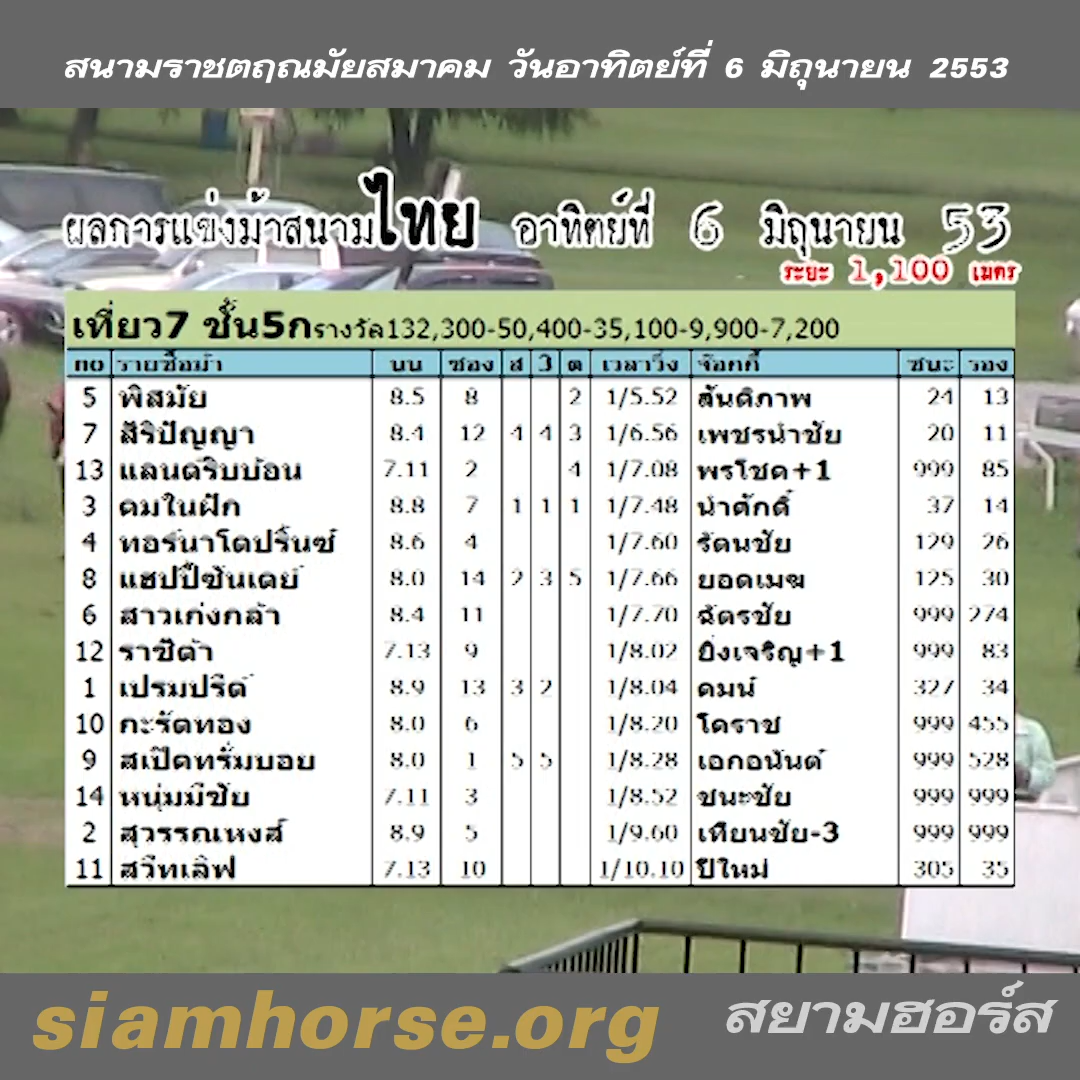 สนามราชตฤณมัยสมาคม วันอาทิตย์ที่ 6 มิถุนายน 2553
ผลการแข่งม้าสนามไทย อาทิตย์ที่ 6 มิถุนายน 53
ระยะ 1,100 เมตร
เที่ยว7 ชั้น5ก รางวัล132,300-50,400-35,100-9,900-7,200
no รายชื่อม้า นน ซอง ส 3 ต เวลาวิ่ง จ๊อกกี้ ชนะ รอง
5 พิสมัย 8.5 8 2 1/5.52 สันติภาพ 24 13
7 สิริปัญญา 8.4 12 4 4 3 1/6.56 เพชรนำชัย 20 11
13 แลนด์ริบบ้อน 7.11 2 4 1/7.08 พรโชค+1 999 85
3 คมในฝัก 8.8 7 1 1 1 1/7.48 นำศักดิ์ 37 14
4 ทอร์นาโดปริ้นซ์ 8.6 4 1/7.60 รัตนชัย 129 26
8 แฮปปี้ซันเดย์ 8.0 14 2 3 5 1/7.66 ยอดเมฆ 125 30
6 สาวเก่งกล้า 8.4 11 1/7.70 ฉัตรชัย 999 274
12 ราชิด้า 7.13 9 1/8.02 ยิ่งเจริญ+1 999 83
1 เปรมปรีด์ 8.9 13 3 2 1/8.04 คมน์ 327 34
10 กะรัตทอง 8.0 6 1/8.20 โดราช 999 455
9 สเปิดทรัมบอย 8.0 1 5 5 1/8.28 เอกอนันต์ 999 528
14 หนุ่มมีชัย 7.11 3 1/8.52 ชนะชัย 999 999
2 สุวรรณหงส์ 8.9 5 1/9.60 เทียนชัย-3 999 999
11 สวีทเลิฟ 7.13 10 1/10.10 ปีใหม่ 305 35
siamhorse.org สยามฮอร์ส